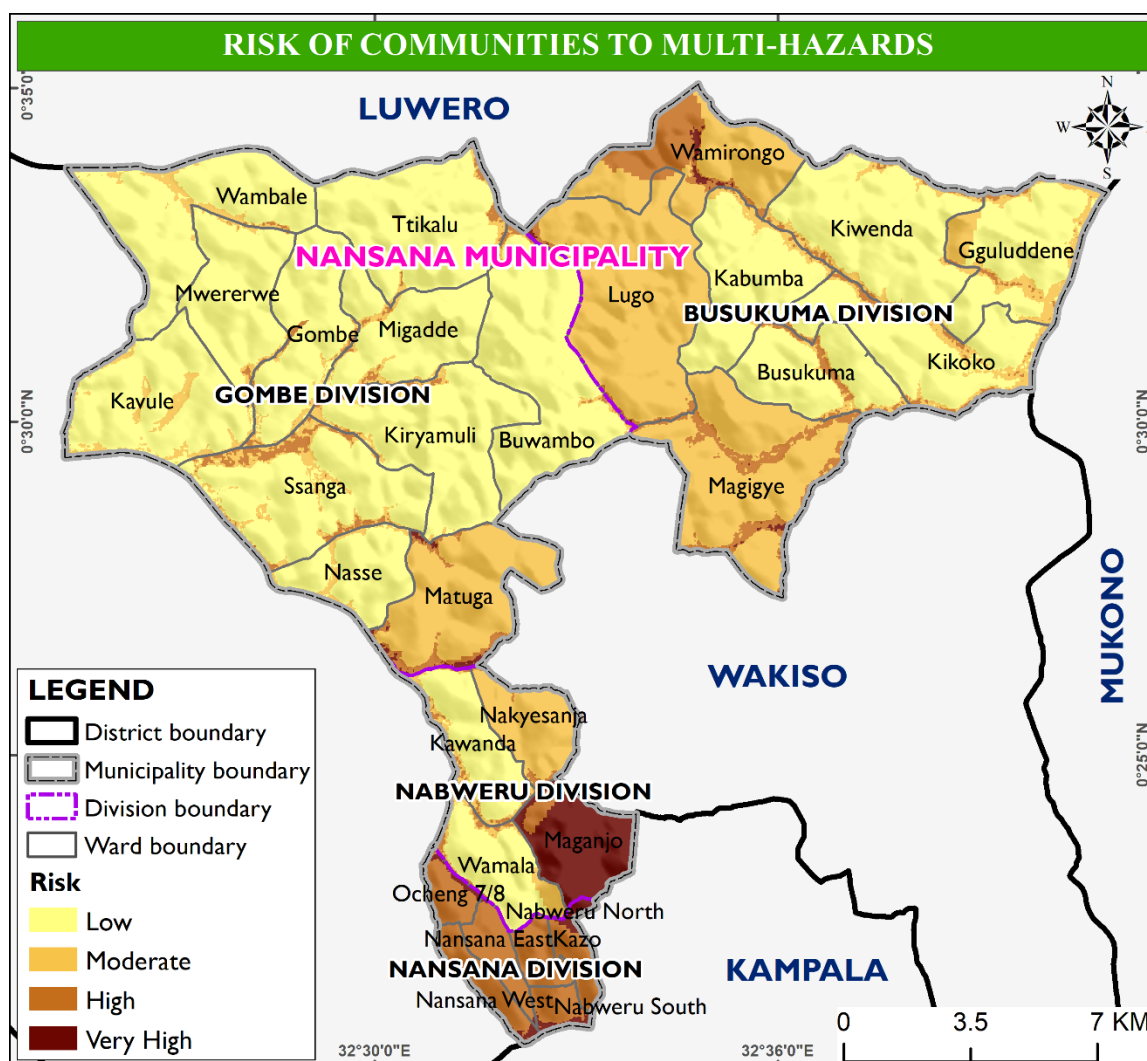 RISK OF COMMUNITIES TO MULTI-HAZARDS
0°35'0"N
LUWERO
N
W
E
S
Wamirongo
Wambale
Ttikalu
Kiwenda
Gguluddene
NANSANA MUNICIPALITY
Mwererwe
Kabumba
Lugo
Gombe
Migadde
BUSUKUMA DIVISION
Kikoko
Busukuma
Kavule
GOMBE DIVISION
0°30'0"N
0°30'0"N
Kiryamuli
Buwambo
Ssanga
Magigye
Nasse
Matuga
MUKONO
WAKISO
LEGEND
District boundary
Municipality boundary
Division boundary
Ward boundary
Risk
Low
Moderate
High
Very High
Nakyesanja
Kawanda
0°25'0"N
NABWERU DIVISION
Maganjo
Wamala
Ocheng 7/8
Nabweru North
Nansana East
Kazo
NANSANA DIVISION
KAMPALA
Nansana West
Nabweru South
0 3.5 7 KM
32°30'0"E
32°36'0"E